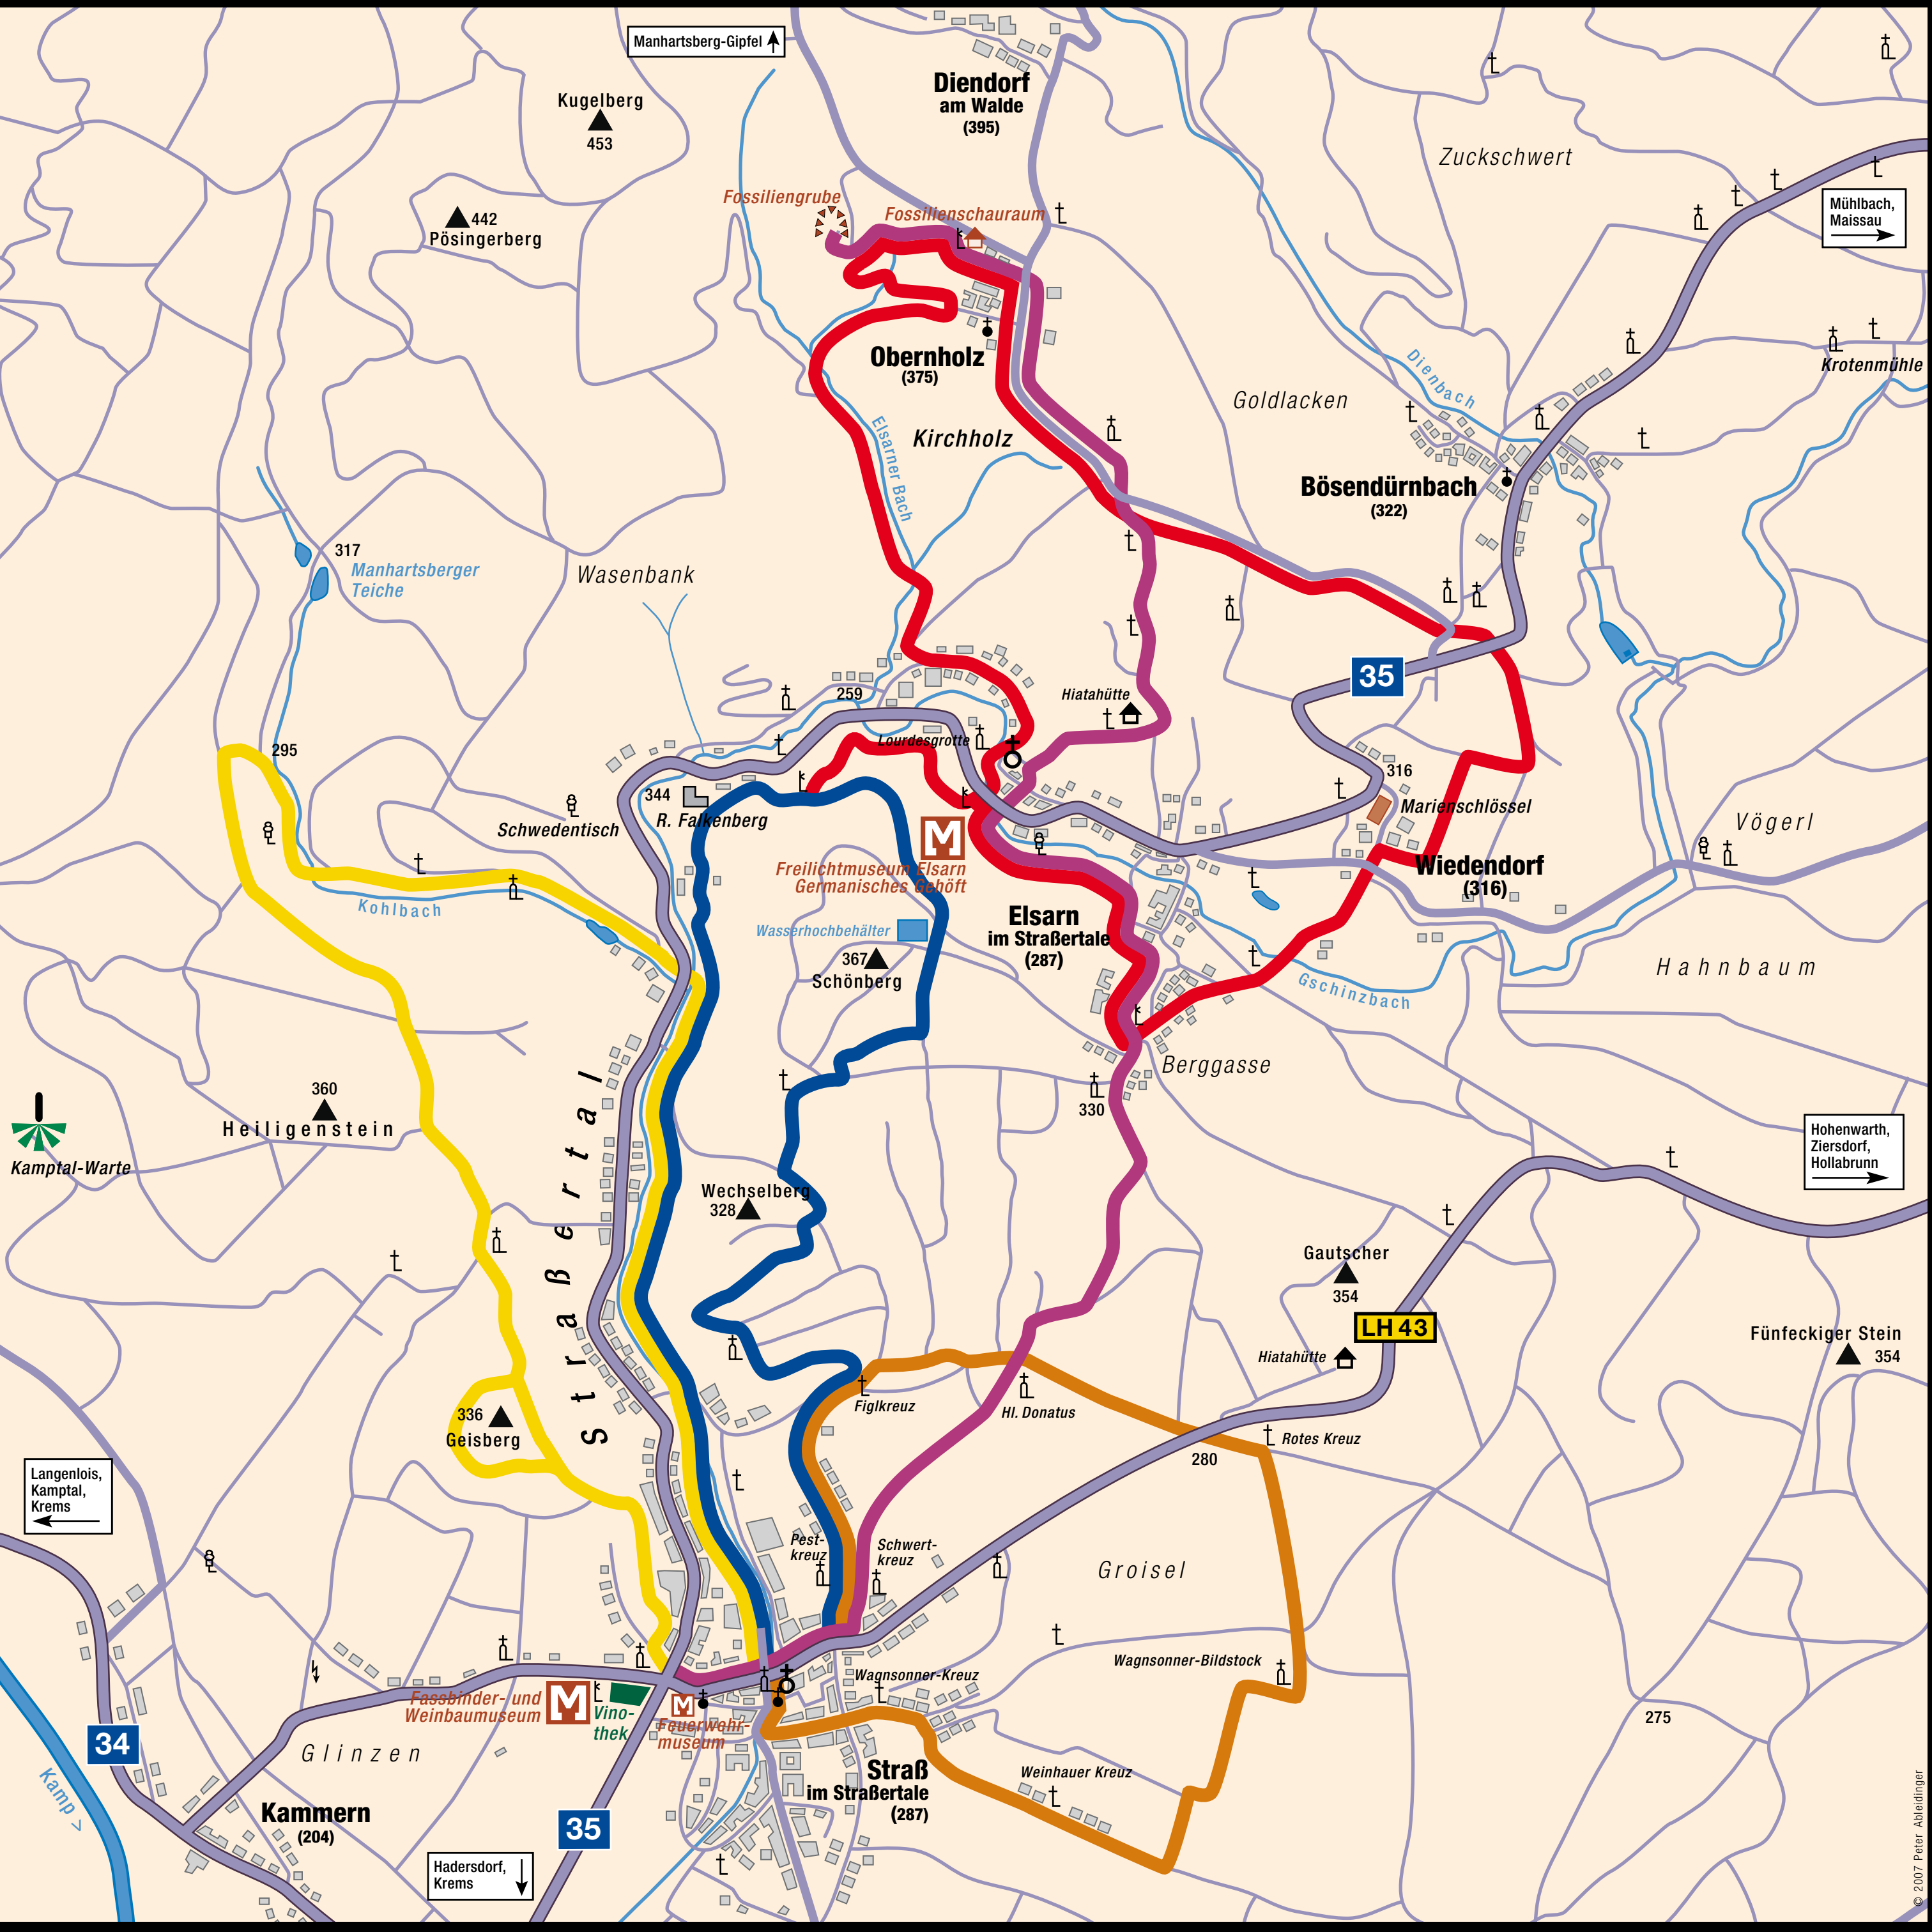 Manhartsberg-Gipfel
Diendorf
am Walde
(395)
Kugelberg
453
Zuckschwert
Mühlbach,
Maissau
Fossiliengrube
Fossilienschauraum
442
Pösingerberg
Obernholz
(375)
Dienbach
Krotenmühle
Goldlacken
Kirchholz
Elsarner Bach
Bösendürnbach
(322)
317
Manhartsberger
Teiche
Wasenbank
35
259
Hiatahütte
Lourdesgrotte
295
316
344
R. Falkenberg
Marienschlössel
Schwedentisch
Vögerl
M
Freilichtmuseum Elsarn
Germanisches Gehöft
Wiedendorf
(316)
Kohlbach
Wasserhochbehälter
Elsarn
im Straßertale
(287)
367
Schönberg
Hahnbaum
Gschinzbach
Berggasse
360
Heiligenstein
330
Kamptal-Warte
Hohenwarth,
Ziersdorf,
Hollabrunn
Straßertal
Wechselberg
328
Gautscher
354
LH 43
Fünfeckiger Stein
354
Hiatahütte
Figlkreuz
Hl. Donatus
336
Geisberg
Rotes Kreuz
280
Langenlois,
Kamptal,
Krems
Pest-
kreuz
Schwert-
kreuz
Groisel
Wagnsonner-Bildstock
Wagnsonner-Kreuz
Fassbinder- und
Weinbaumuseum
M
Vino-
thek
M
Feuerwehr-
museum
275
34
Glinzen
Kamp >
Straß
im Straßertale
(287)
Weinhauer Kreuz
Kammern
(204)
35
Hadersdorf,
Krems
© 2007 Peter Ableidinger